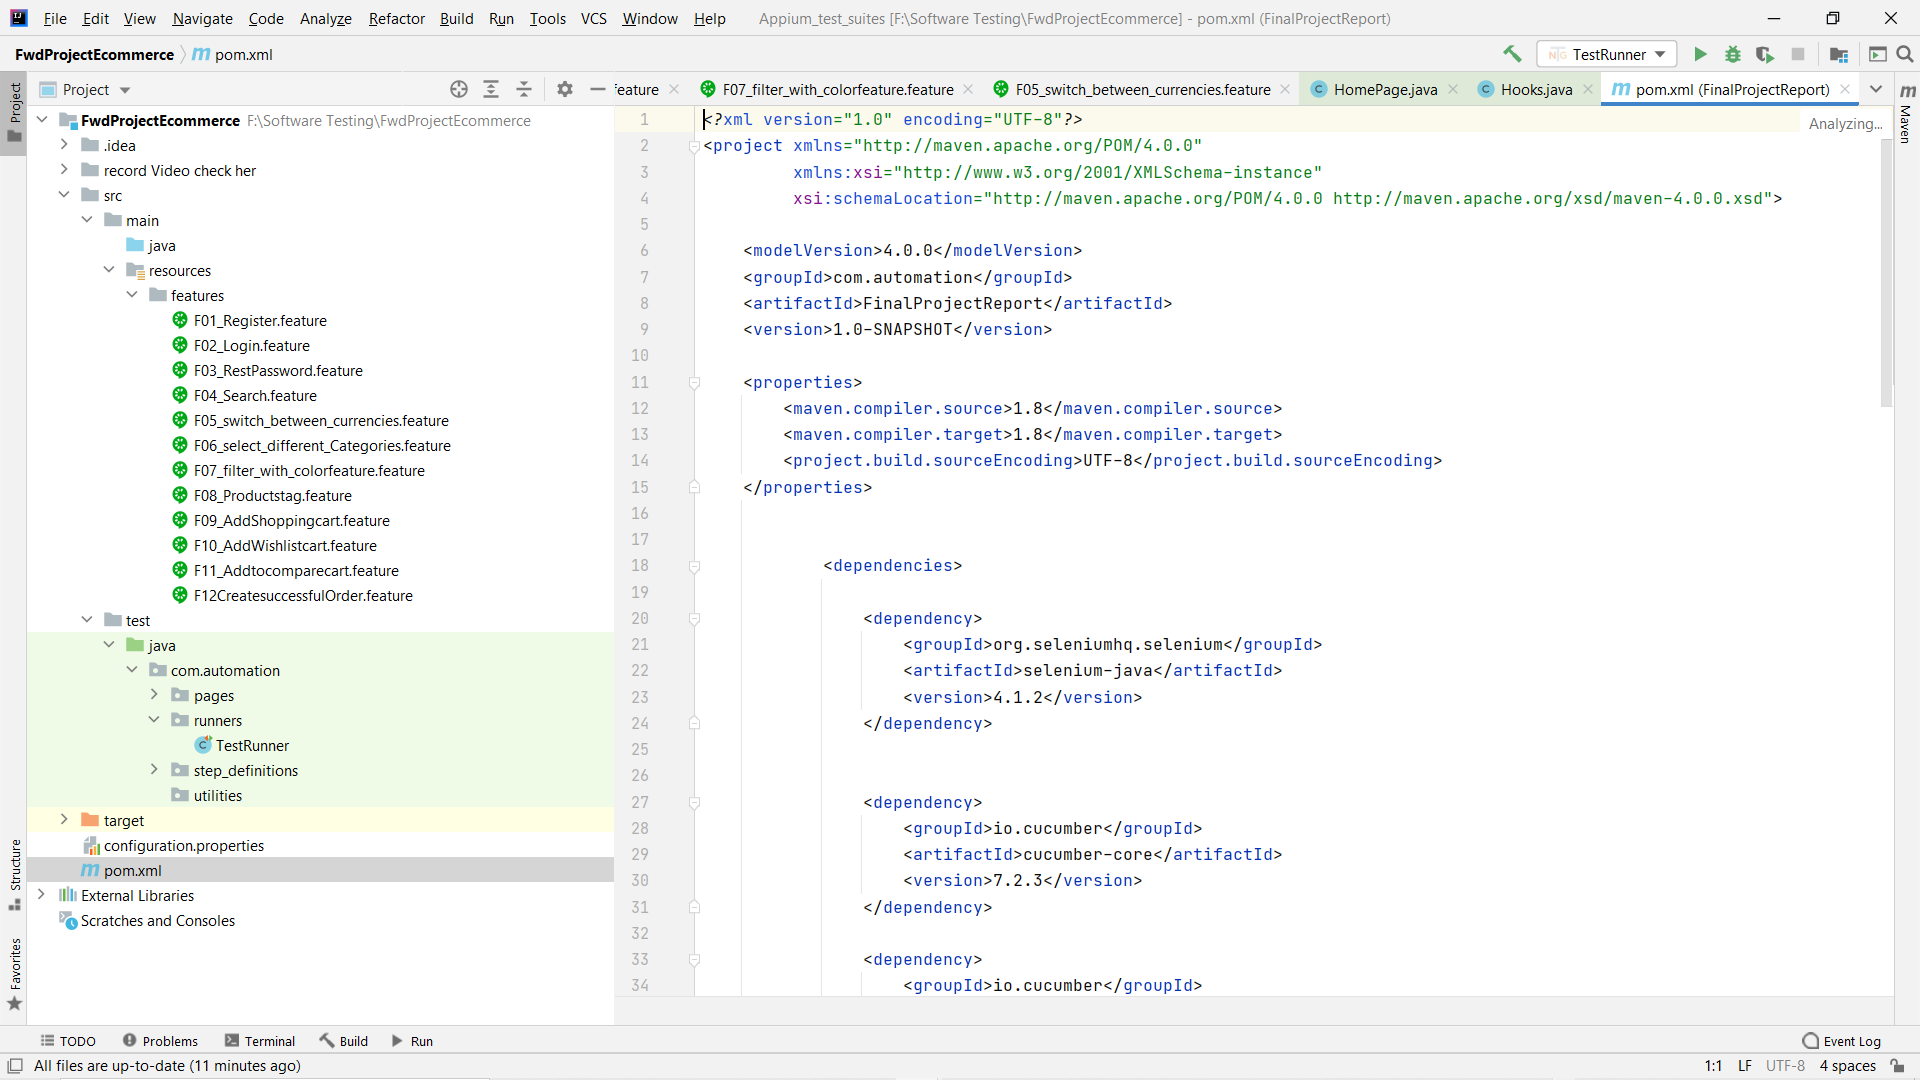 File Edit View Navigate Code Analyze Refactor Build Run Tools VCS Window Help Appium_test_suites [F:\Software Testing\FwdProjectEcommerce] - pom.xml (FinalProjectReport)
FwdProjectEcommerce pom.xml TestRunner
Project feature F07_filter_with_colorfeature.feature F05_switch_between_currencies.feature HomePage.java Hooks.java pom.xml (FinalProjectReport)
Project
Structure
Favorites
Maven
FwdProjectEcommerce F:\Software Testing\FwdProjectEcommerce
.idea
record Video check her
src
main
java
resources
features
F01_Register.feature
F02_Login.feature
F03_RestPassword.feature
F04_Search.feature
F05_switch_between_currencies.feature
F06_select_different_Categories.feature
F07_filter_with_colorfeature.feature
F08_Productstag.feature
F09_AddShoppingcart.feature
F10_AddWishlistcart.feature
F11_Addtocomparecart.feature
F12CreatesuccessfulOrder.feature
test
java
com.automation
pages
runners
TestRunner
step_definitions
utilities
target
configuration.properties
pom.xml
External Libraries
Scratches and Consoles
Analyzing...
1 <?xml version="1.0" encoding="UTF-8"?>
2 <project xmlns="http://maven.apache.org/POM/4.0.0"
3 xmlns:xsi="http://www.w3.org/2001/XMLSchema-instance"
4 xsi:schemaLocation="http://maven.apache.org/POM/4.0.0 http://maven.apache.org/xsd/maven-4.0.0.xsd">
5
6 <modelVersion>4.0.0</modelVersion>
7 <groupId>com.automation</groupId>
8 <artifactId>FinalProjectReport</artifactId>
9 <version>1.0-SNAPSHOT</version>
10
11 <properties>
12 <maven.compiler.source>1.8</maven.compiler.source>
13 <maven.compiler.target>1.8</maven.compiler.target>
14 <project.build.sourceEncoding>UTF-8</project.build.sourceEncoding>
15 </properties>
16
17
18 <dependencies>
19
20 <dependency>
21 <groupId>org.seleniumhq.selenium</groupId>
22 <artifactId>selenium-java</artifactId>
23 <version>4.1.2</version>
24 </dependency>
25
26
27 <dependency>
28 <groupId>io.cucumber</groupId>
29 <artifactId>cucumber-core</artifactId>
30 <version>7.2.3</version>
31 </dependency>
32
33 <dependency>
34 <groupId>io.cucumber</groupId>
TODO Problems Terminal Build Run Event Log
All files are up-to-date (11 minutes ago) 1:1 LF UTF-8 4 spaces